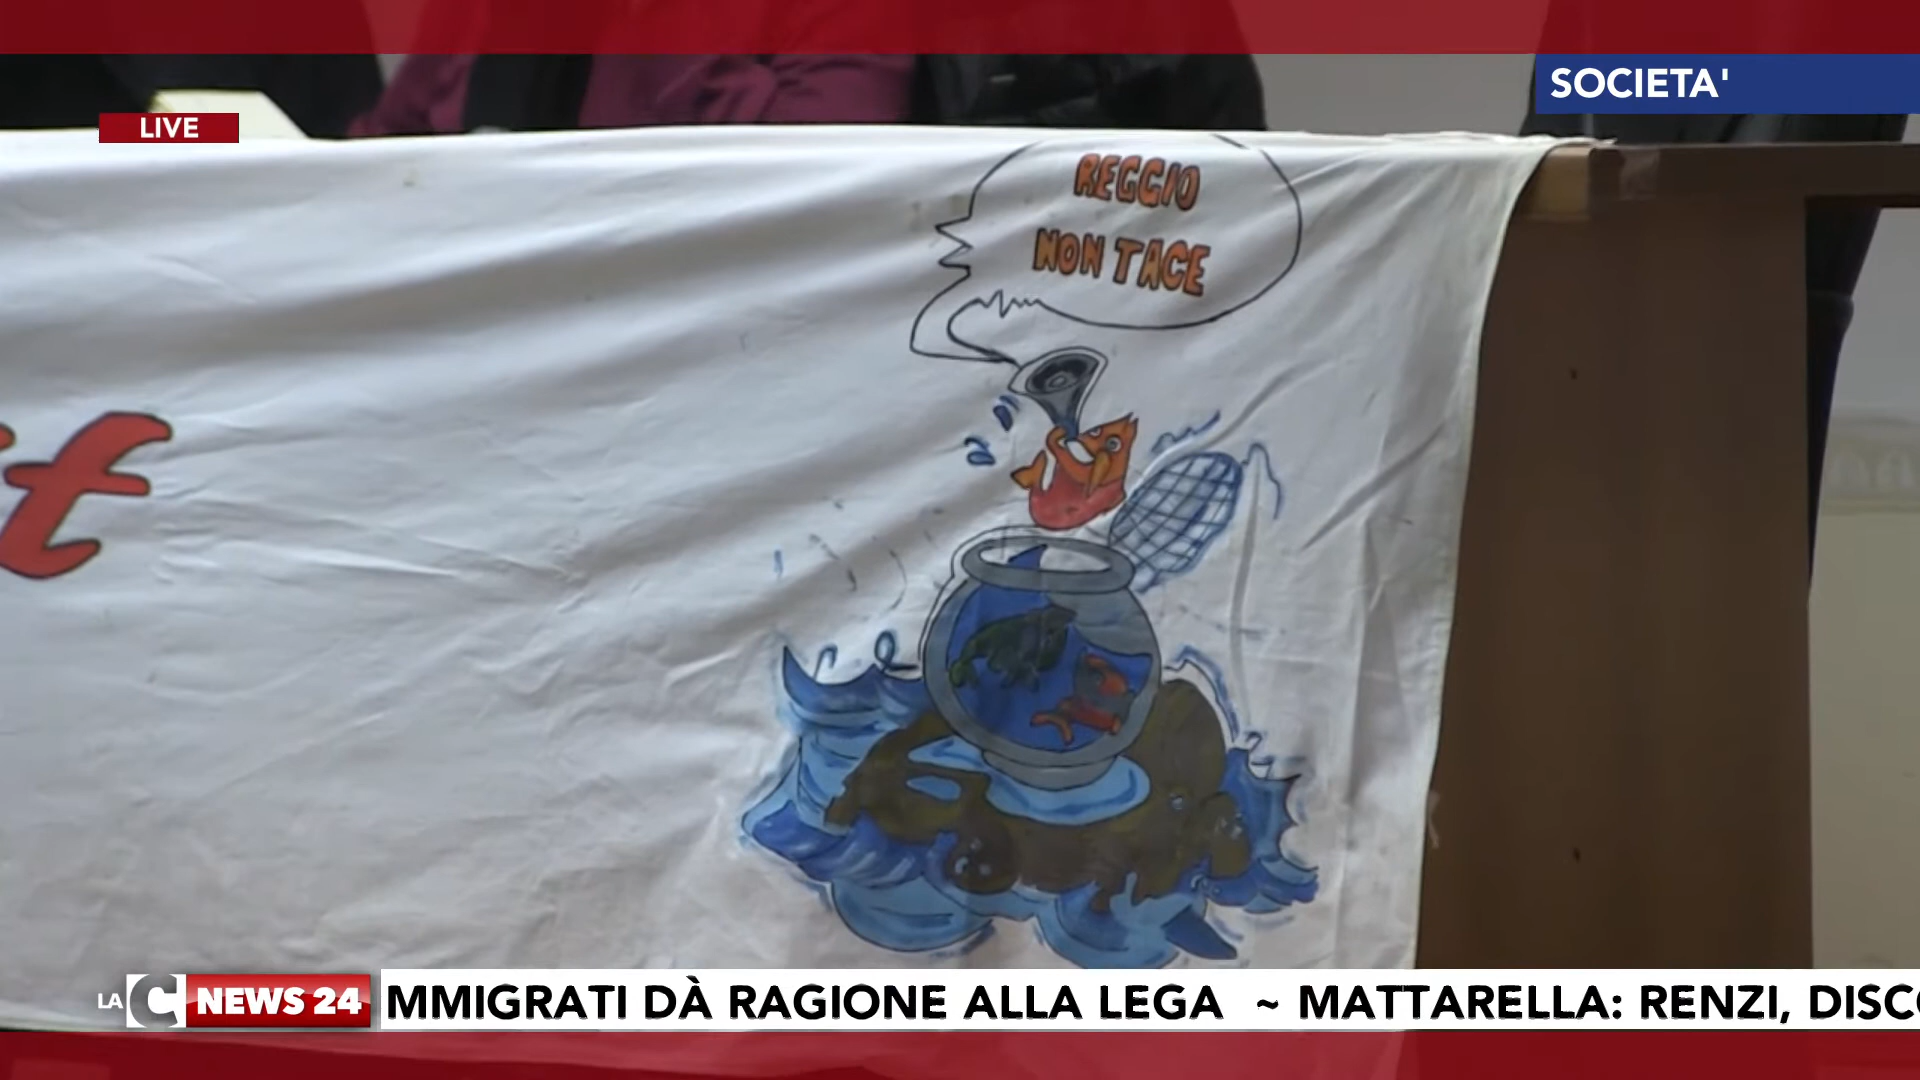 SOCIETA'
LIVE
REGGIO
NON TACE
t
LA C NEWS 24
MMIGRATI DÀ RAGIONE ALLA LEGA ~ MATTARELLA: RENZI, DISC